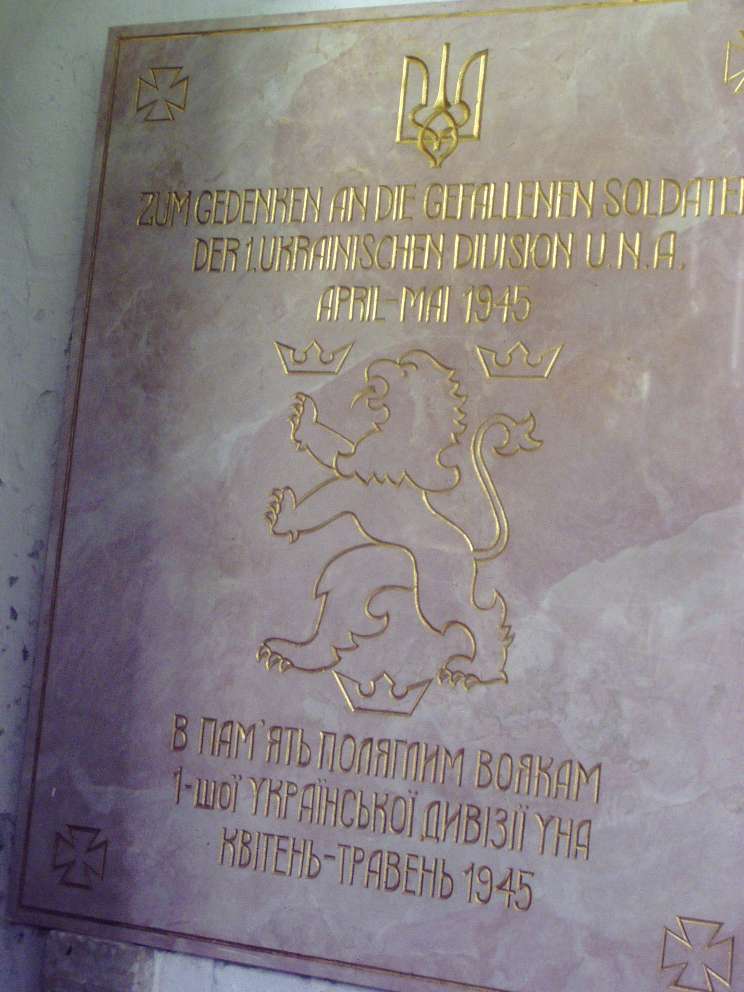 ZUM GEDENKEN AN DIE GEFALLENEN SOLDATEN
DER 1. UKRAINISCHEN DIVISION U.N.A.
APRIL-MAI 1945
В ПАМ'ЯТЬ ПОЛЯГЛИМ ВОЯКАМ
1-ШОЇ УКРАЇНСЬКОЇ ДИВІЗІЇ УНА
КВІТЕНЬ-ТРАВЕНЬ 1945